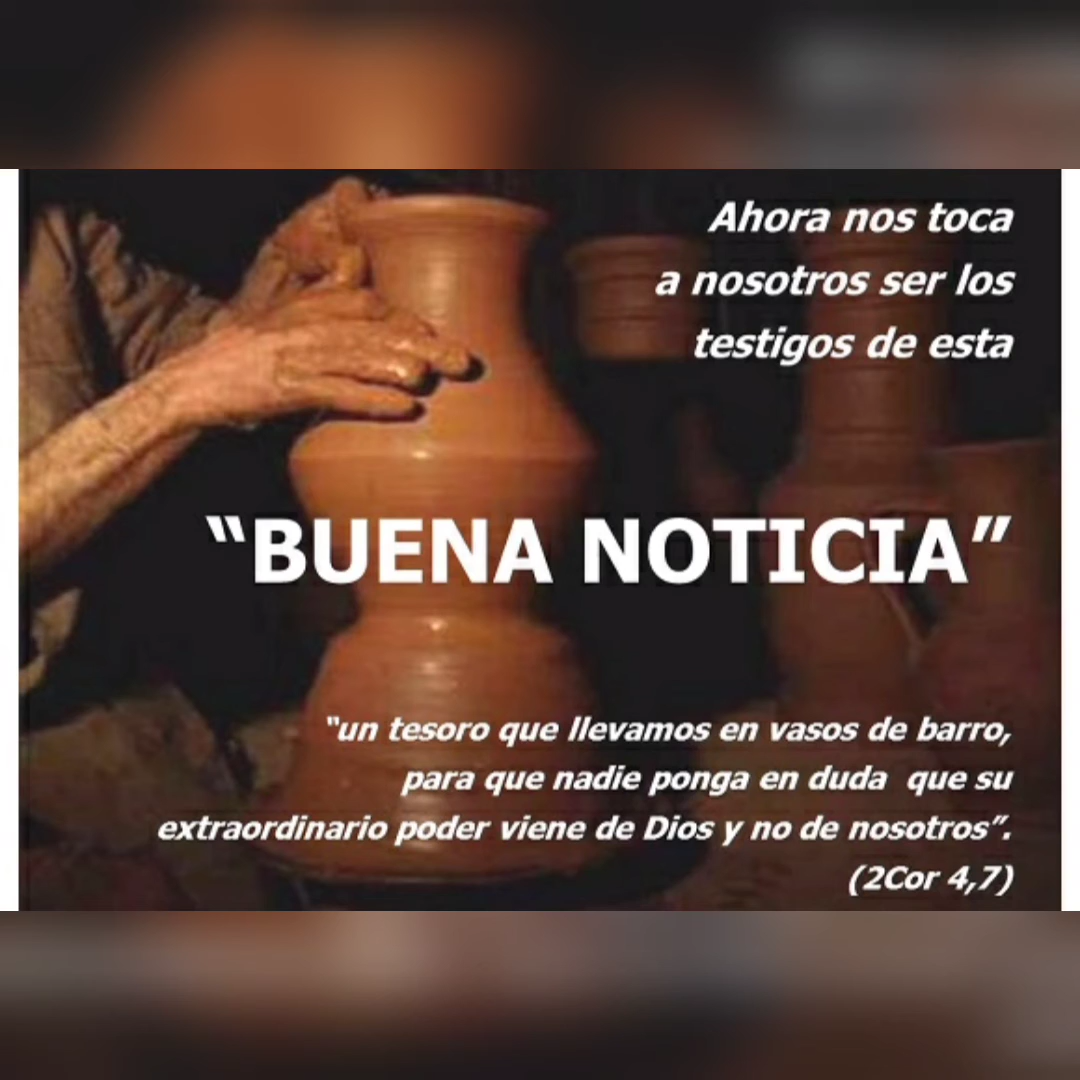 Ahora nos toca
a nosotros ser los
testigos de esta
“BUENA NOTICIA”
“un tesoro que llevamos en vasos de barro,
para que nadie ponga en duda  que su
extraordinario poder viene de Dios y no de nosotros”.
(2Cor 4,7)